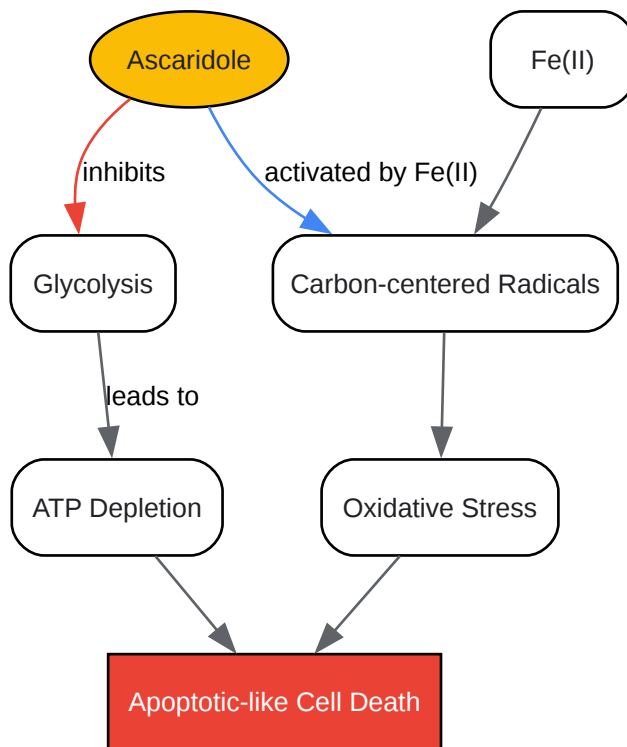 Ascaridole
Fe(II)
inhibits
activated by Fe(II)
Glycolysis
Carbon-centered Radicals
leads to
ATP Depletion
Oxidative Stress
Apoptotic-like Cell Death